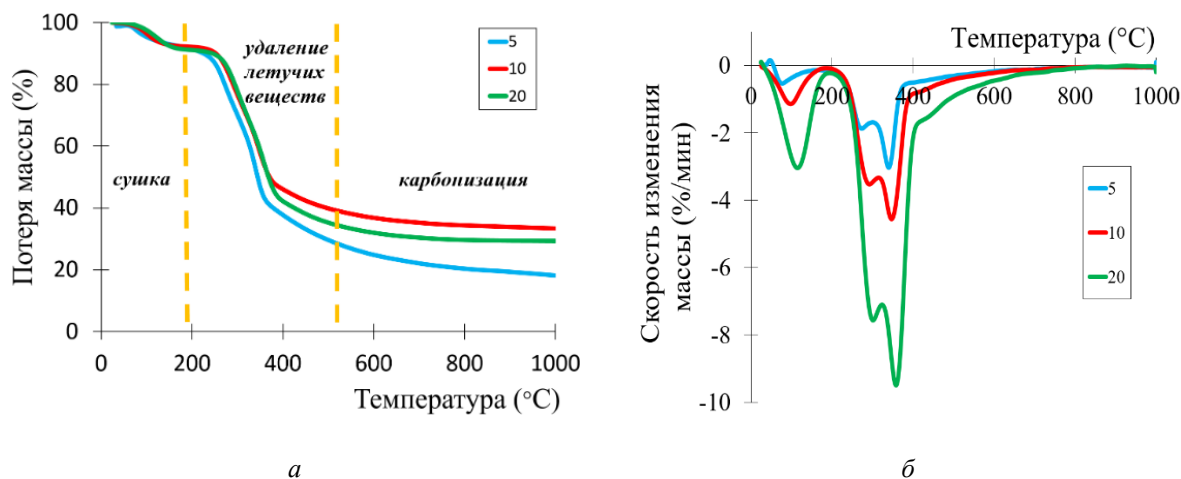 Потеря массы (%)
100
80
60
40
20
0
0 200 400 600 800 1000
Температура (°C)
сушка
удаление
летучих
веществ
карбонизация
5
10
20
а
Скорость изменения
массы (%/мин)
Температура (°C)
0
-2
-4
-6
-8
-10
0 200 400 600 800 1000
5
10
20
б